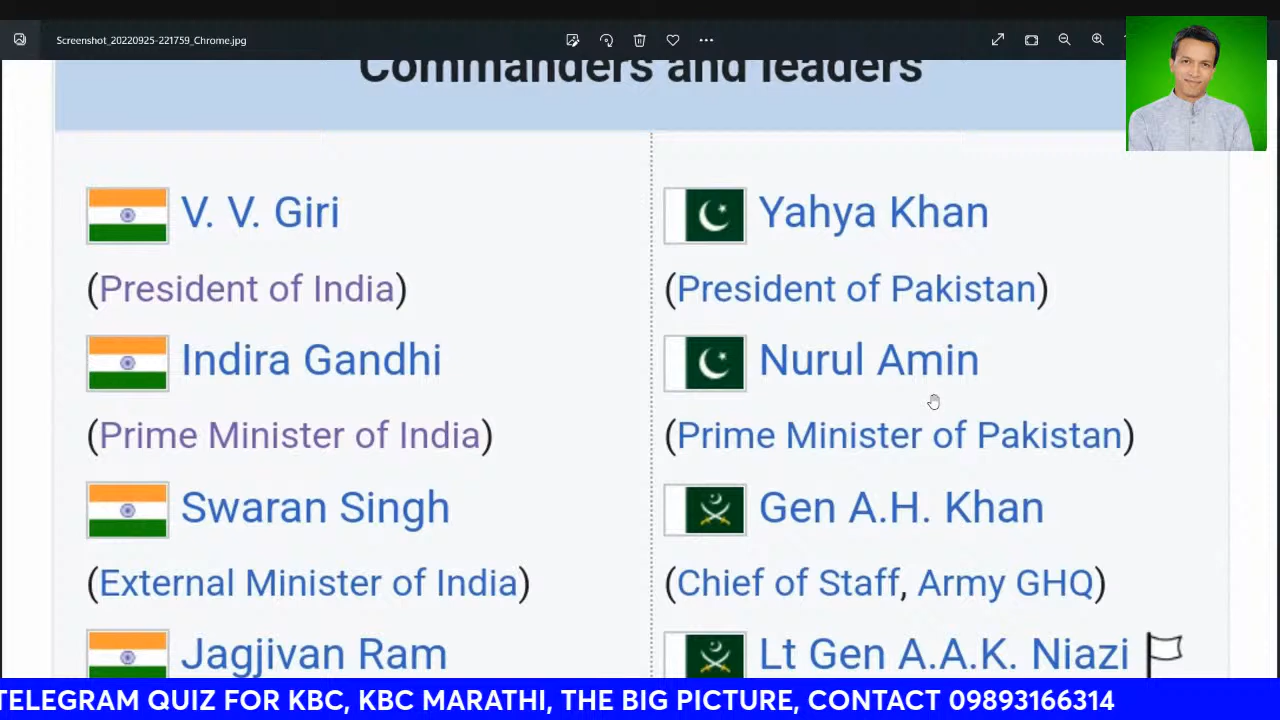 Screenshot_20220925-221759_Chrome.jpg
Commanders and leaders
V. V. Giri
(President of India)
Indira Gandhi
(Prime Minister of India)
Swaran Singh
(External Minister of India)
Jagjivan Ram
Yahya Khan
(President of Pakistan)
Nurul Amin
(Prime Minister of Pakistan)
Gen A.H. Khan
(Chief of Staff, Army GHQ)
Lt Gen A.A.K. Niazi
TELEGRAM QUIZ FOR KBC, KBC MARATHI, THE BIG PICTURE, CONTACT 09893166314